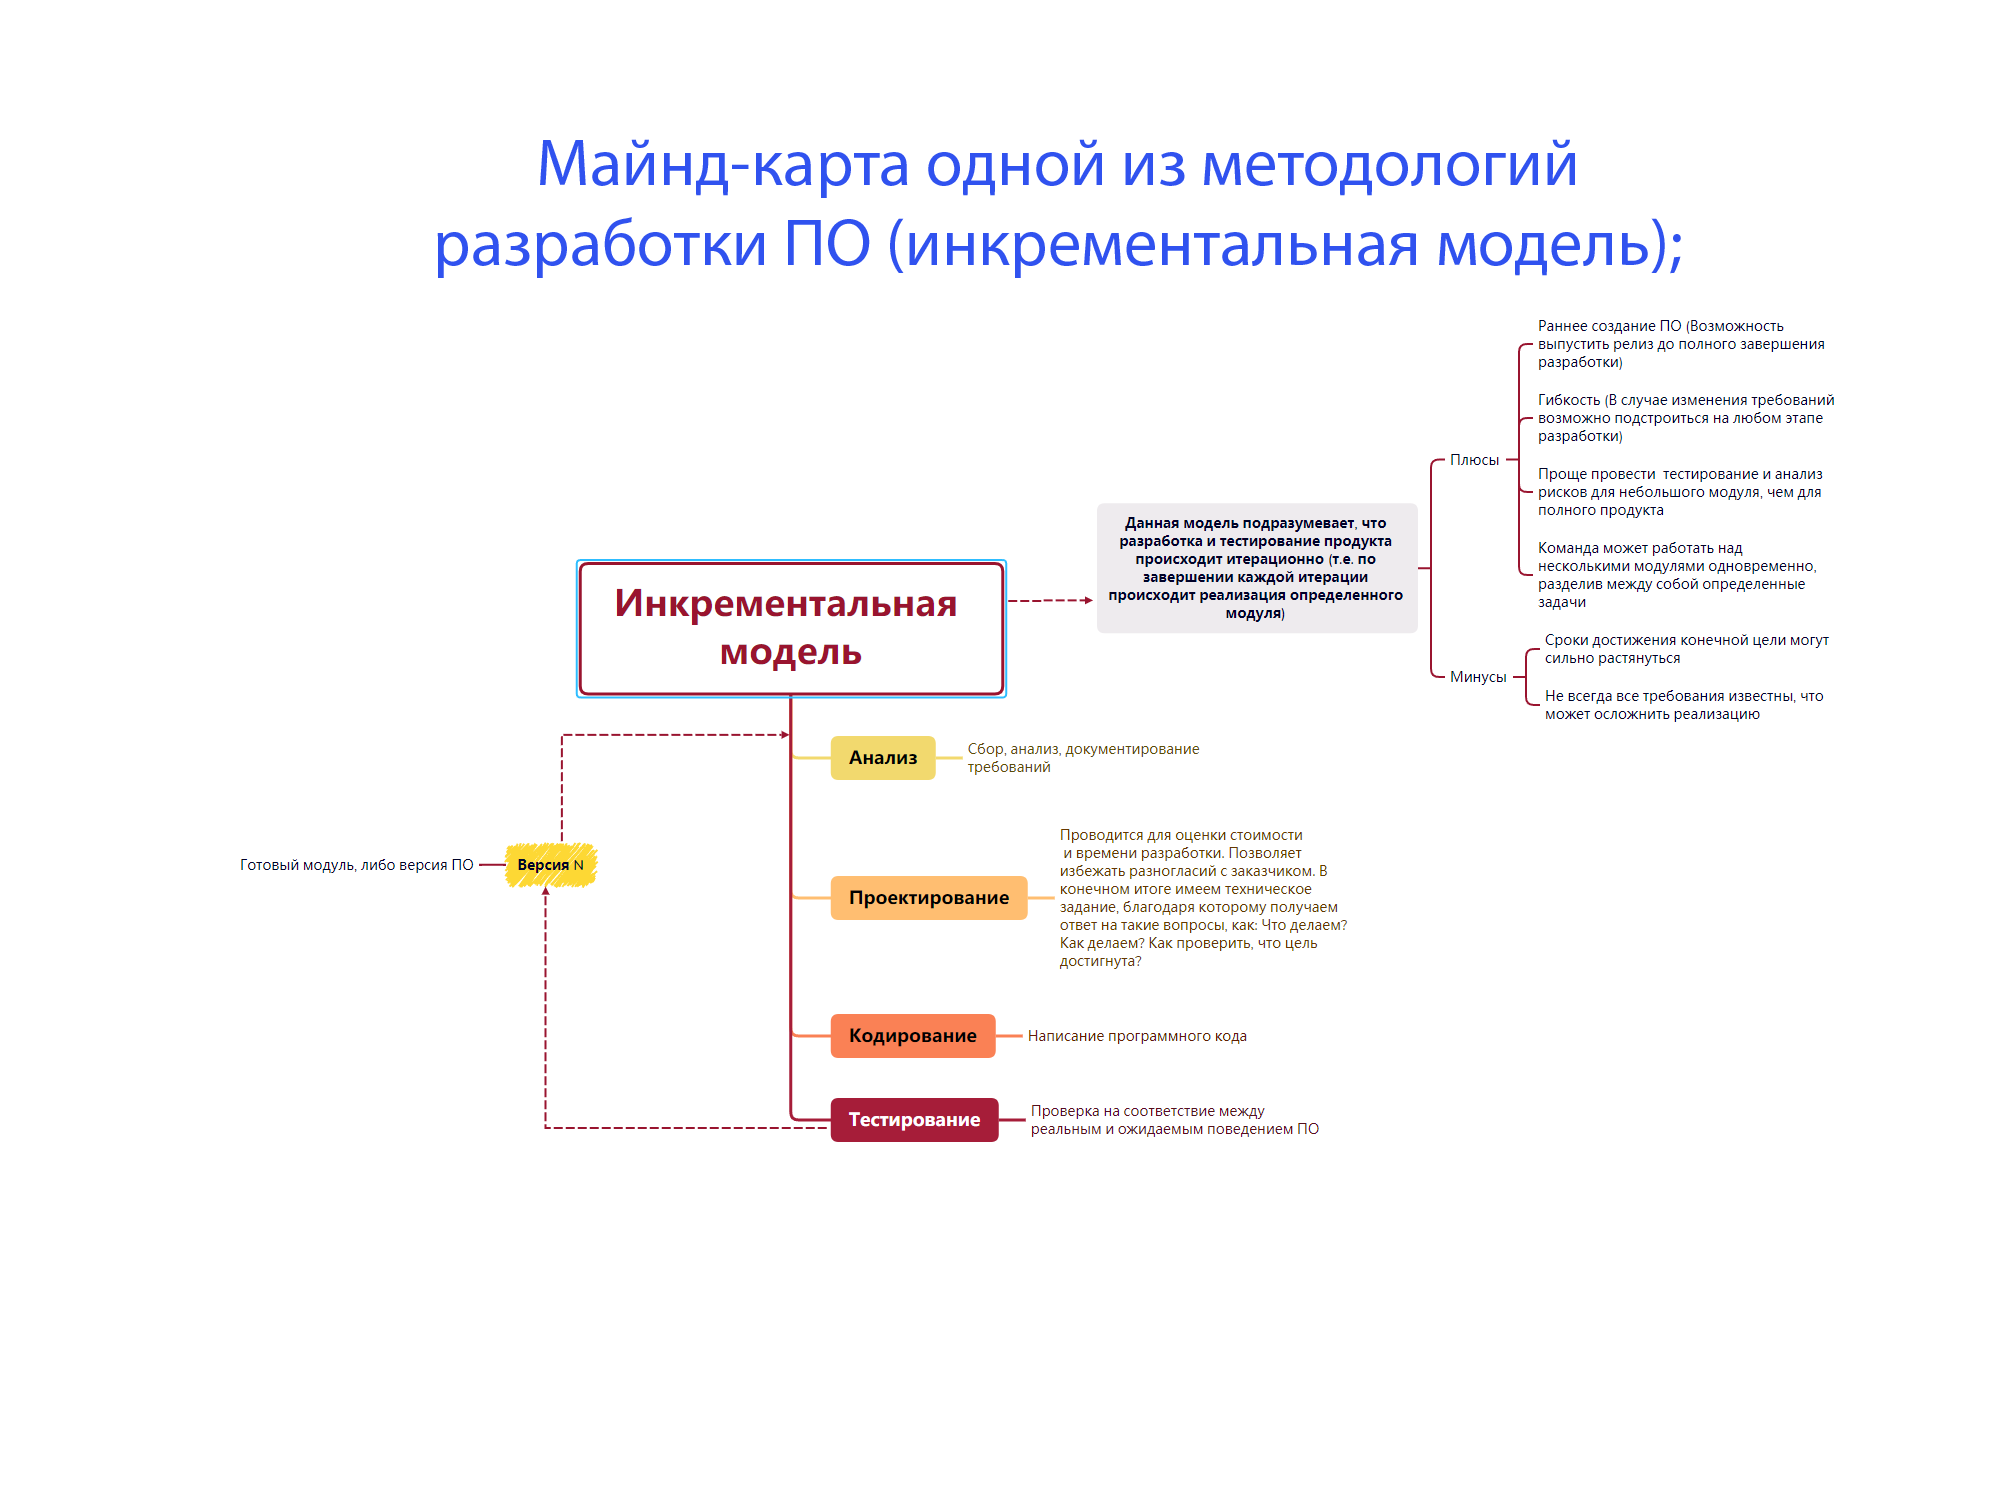 Майнд-карта одной из методологий
разработки ПО (инкрементальная модель);
Инкрементальная
модель
Данная модель подразумевает, что
разработка и тестирование продукта
происходит итерационно (т.е. по
завершении каждой итерации
происходит реализация определенного
модуля)
Плюсы
Раннее создание ПО (Возможность
выпустить релиз до полного завершения
разработки)
Гибкость (В случае изменения требований
возможно подстроиться на любом этапе
разработки)
Проще провести  тестирование и анализ
рисков для небольшого модуля, чем для
полного продукта
Команда может работать над
несколькими модулями одновременно,
разделив между собой определенные
задачи
Минусы
Сроки достижения конечной цели могут
сильно растянуться
Не всегда все требования известны, что
может осложнить реализацию
Анализ
Сбор, анализ, документирование
требований
Проектирование
Проводится для оценки стоимости
и времени разработки. Позволяет
избежать разногласий с заказчиком. В
конечном итоге имеем техническое
задание, благодаря которому получаем
ответ на такие вопросы, как: Что делаем?
Как делаем? Как проверить, что цель
достигнута?
Кодирование
Написание программного кода
Тестирование
Проверка на соответствие между
реальным и ожидаемым поведением ПО
Версия N
Готовый модуль, либо версия ПО